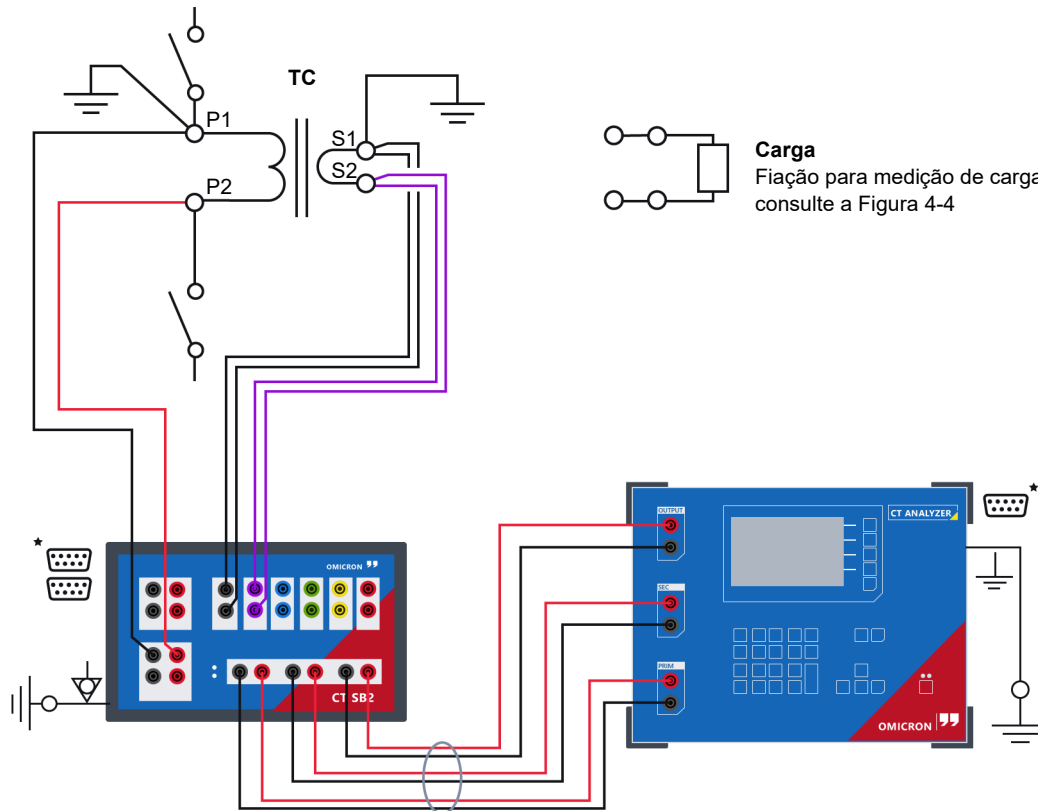 TC
P1
S1
S2
P2
Carga
Fiação para medição de carga
consulte a Figura 4-4
OUTPUT
CT ANALYZER
OMICRON
SEC
PRIM
CT SB2
OMICRON